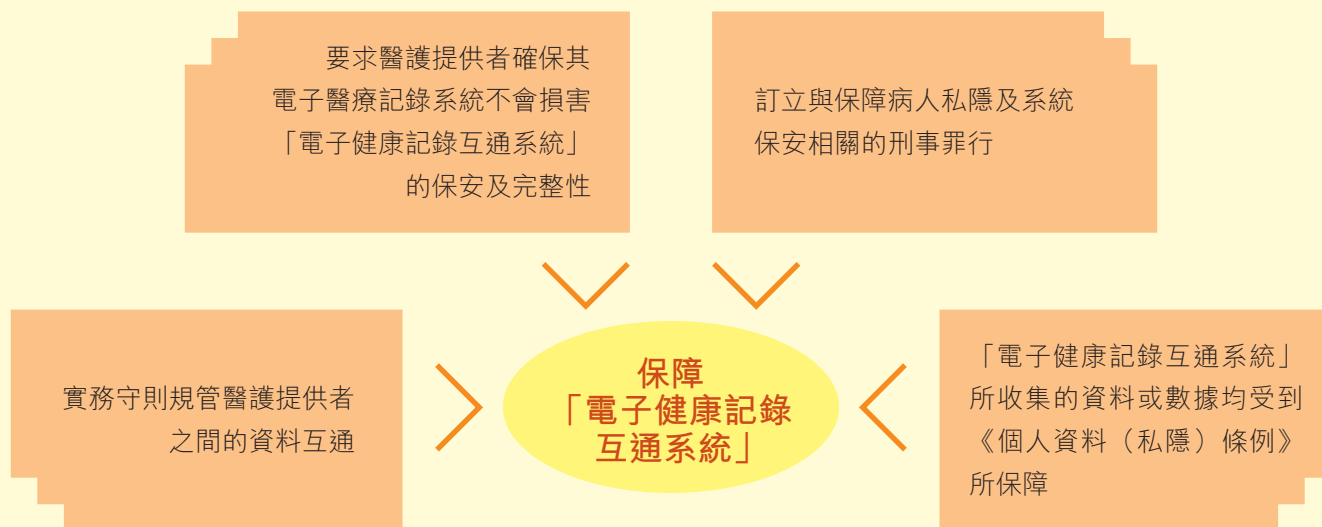 要求醫護提供者確保其
電子醫療記錄系統不會損害
「電子健康記錄互通系統」
的保安及完整性
訂立與保障病人私隱及系統
保安相關的刑事罪行
實務守則規管醫護提供者
之間的資料互通
保障
「電子健康記錄
互通系統」
「電子健康記錄互通系統」
所收集的資料或數據均受到
《個人資料（私隱）條例》
所保障